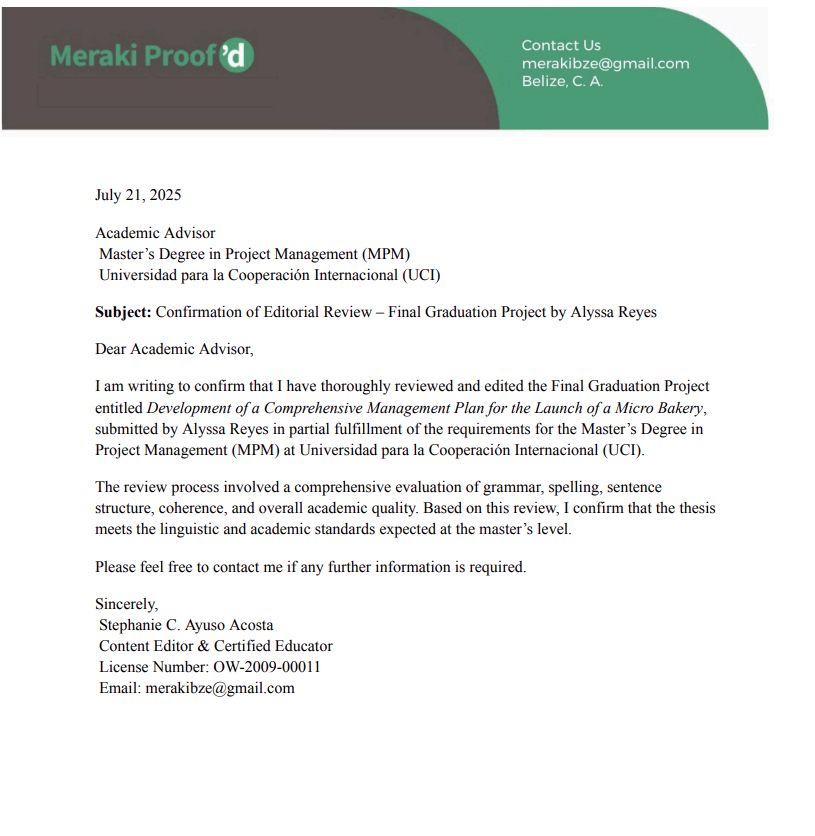 Meraki Proof'd
Contact Us
merakibze@gmail.com
Belize, C. A.
July 21, 2025
Academic Advisor
Master’s Degree in Project Management (MPM)
Universidad para la Cooperación Internacional (UCI)
Subject: Confirmation of Editorial Review – Final Graduation Project by Alyssa Reyes
Dear Academic Advisor,
I am writing to confirm that I have thoroughly reviewed and edited the Final Graduation Project
entitled Development of a Comprehensive Management Plan for the Launch of a Micro Bakery,
submitted by Alyssa Reyes in partial fulfillment of the requirements for the Master’s Degree in
Project Management (MPM) at Universidad para la Cooperación Internacional (UCI).
The review process involved a comprehensive evaluation of grammar, spelling, sentence
structure, coherence, and overall academic quality. Based on this review, I confirm that the thesis
meets the linguistic and academic standards expected at the master’s level.
Please feel free to contact me if any further information is required.
Sincerely,
Stephanie C. Ayuso Acosta
Content Editor & Certified Educator
License Number: OW-2009-00011
Email: merakibze@gmail.com